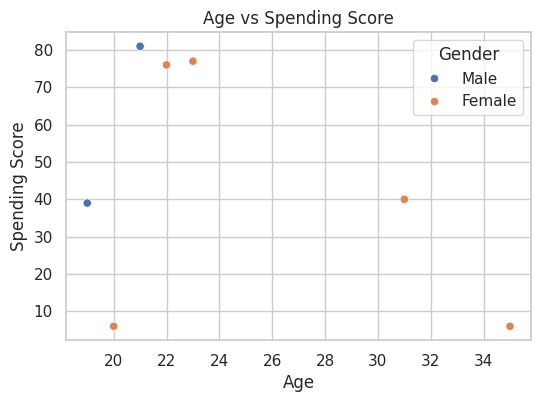 Age vs Spending Score
Gender
Male
Female
Spending Score
80
70
60
50
40
30
20
10
20 22 24 26 28 30 32 34
Age